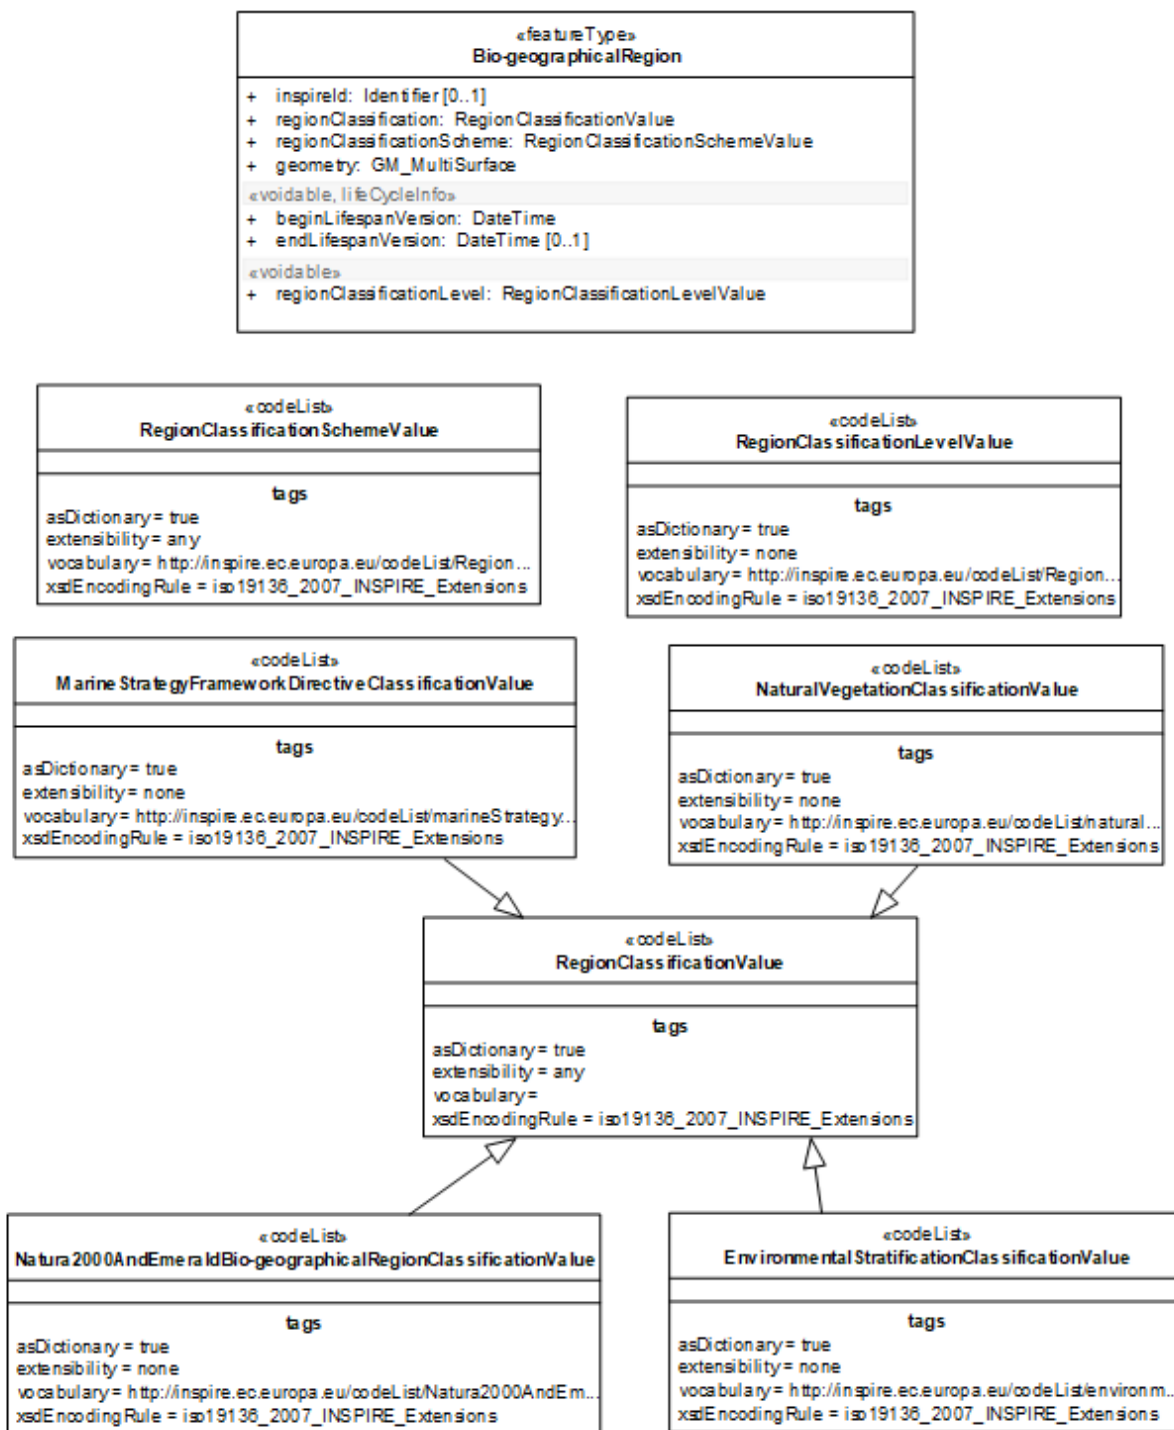 «featureType»
Bio-geographicalRegion
+ inspireId: Identifier [0..1]
+ regionClassification: RegionClassificationValue
+ regionClassificationScheme: RegionClassificationSchemeValue
+ geometry: GM_MultiSurface
«voidable, lifeCycleInfo»
+ beginLifespanVersion: DateTime
+ endLifespanVersion: DateTime [0..1]
«voidable»
+ regionClassificationLevel: RegionClassificationLevelValue
«codeList»
RegionClassificationSchemeValue
tags
asDictionary = true
extensibility = any
vocabulary = http://inspire.ec.europa.eu/codeList/Region...
xsdEncodingRule = iso19136_2007_INSPIRE_Extensions
«codeList»
RegionClassificationLevelValue
tags
asDictionary = true
extensibility = none
vocabulary = http://inspire.ec.europa.eu/codeList/Region...
xsdEncodingRule = iso19136_2007_INSPIRE_Extensions
«codeList»
MarineStrategyFrameworkDirectiveClassificationValue
tags
asDictionary = true
extensibility = none
vocabulary = http://inspire.ec.europa.eu/codeList/marineStrategy...
xsdEncodingRule = iso19136_2007_INSPIRE_Extensions
«codeList»
NaturalVegetationClassificationValue
tags
asDictionary = true
extensibility = none
vocabulary = http://inspire.ec.europa.eu/codeList/natural...
xsdEncodingRule = iso19136_2007_INSPIRE_Extensions
«codeList»
RegionClassificationValue
tags
asDictionary = true
extensibility = any
vocabulary =
xsdEncodingRule = iso19136_2007_INSPIRE_Extensions
«codeList»
Natura2000AndEmeraldBio-geographicalRegionClassificationValue
tags
asDictionary = true
extensibility = none
vocabulary = http://inspire.ec.europa.eu/codeList/Natura2000AndEm...
xsdEncodingRule = iso19136_2007_INSPIRE_Extensions
«codeList»
EnvironmentalStratificationClassificationValue
tags
asDictionary = true
extensibility = none
vocabulary = http://inspire.ec.europa.eu/codeList/environm...
xsdEncodingRule = iso19136_2007_INSPIRE_Extensions